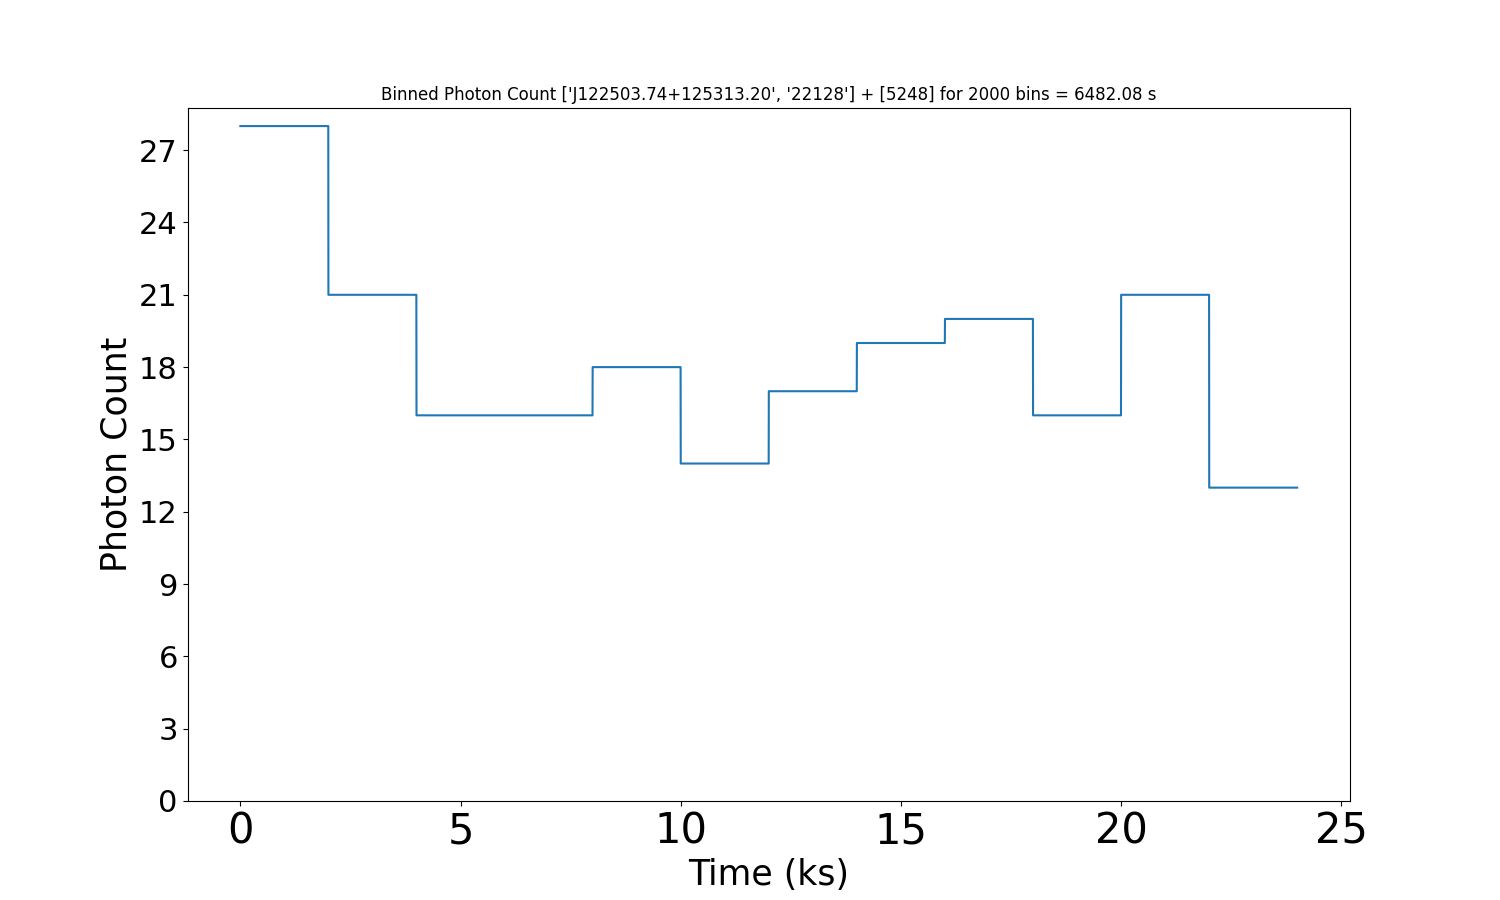 Binned Photon Count ['J122503.74+125313.20', '22128'] + [5248] for 2000 bins = 6482.08 s
27
24
21
18
15
12
9
6
3
0
Photon Count
0 5 10 15 20 25
Time (ks)